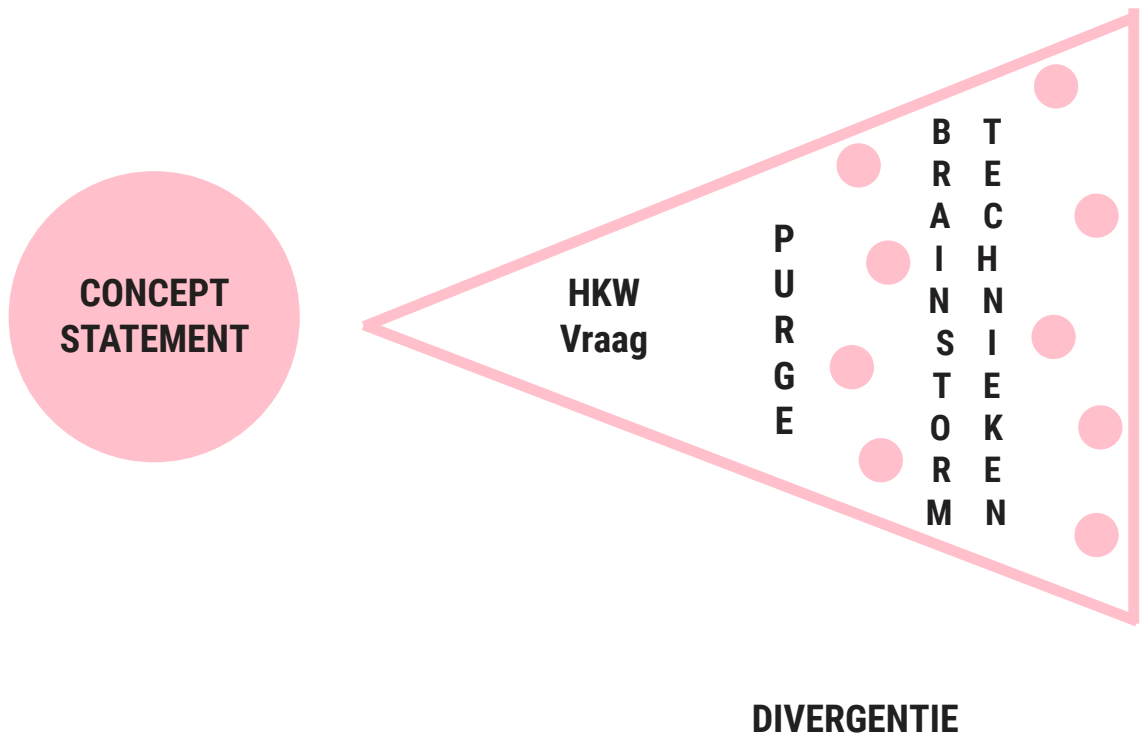 CONCEPT
STATEMENT
HKW
Vraag
PURGE
BRAINSTORM
TECHNIEKEN
DIVERGENTIE